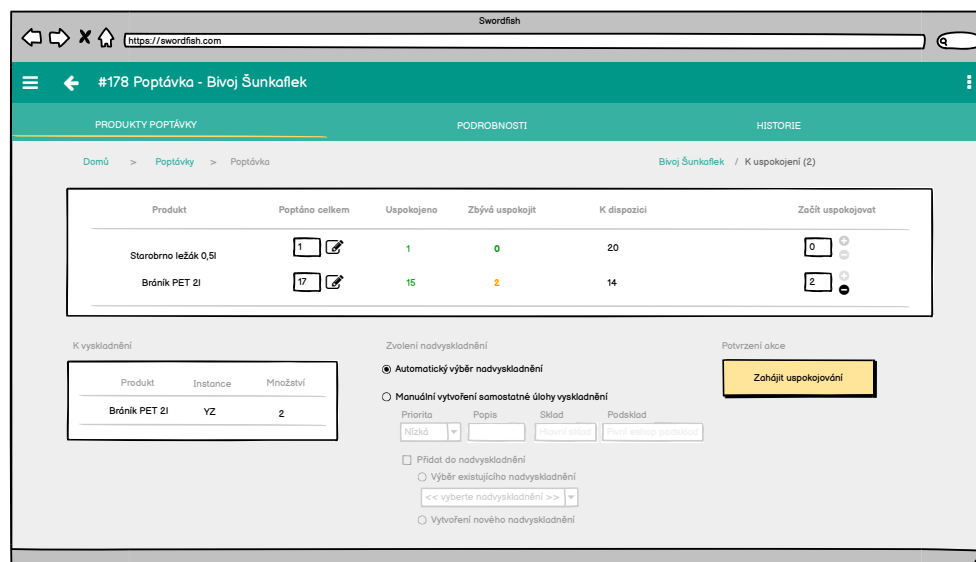 Swordfish
https://swordfish.com
#178 Poptávka - Bivoj Šunkaflek
PRODUKTY POPTÁVKY PODROBNOSTI HISTORIE
Domů > Poptávky > Poptávka Bivoj Šunkaflek / K uspokojení (2)
Produkt Poptáno celkem Uspokojeno Zbývá uspokojit K dispozici Začít uspokojovat
Starobrno ležák 0,5l 1 1 0 20 0
Bráník PET 2l 17 15 2 14 2
K vyskladnění Zvolení nadvyskladnění Potvrzení akce
Automatický výběr nadvyskladnění Zahájit uspokojování
Produkt Instance Množství
Manuální vytvoření samostatné úlohy vyskladnění
Bráník PET 2l YZ 2
Priorita Popis Sklad Podsklad
Nízká Hlavní sklad Pivní eshop podsklad
Přidat do nadvyskladnění
Výběr existujícího nadvyskladnění
<< vyberte nadvyskladnění >>
Vytvoření nového nadvyskladnění